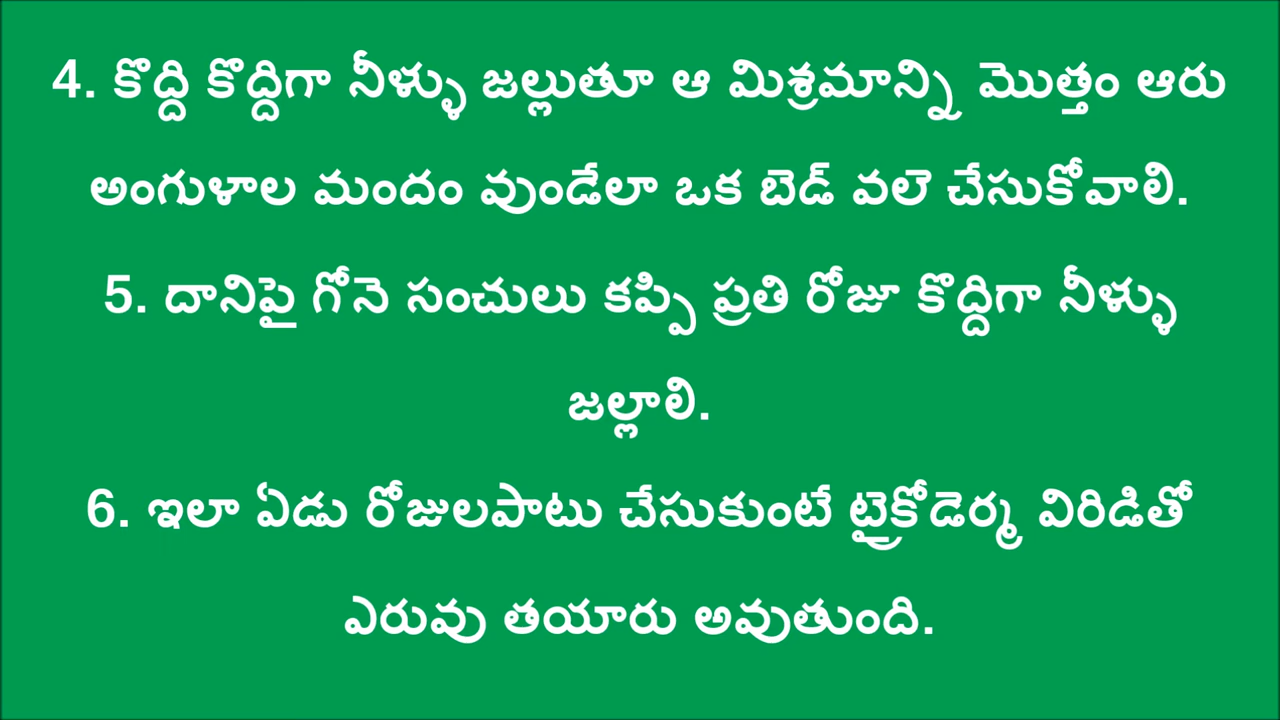 4. కొద్ది కొద్దిగా నీళ్ళు జల్లుతూ ఆ మిశ్రమాన్ని మొత్తం ఆరు
అంగుళాల మందం వుండేలా ఒక బెడ్ వలె చేసుకోవాలి.
5. దానిపై గోనె సంచులు కప్పి ప్రతి రోజూ కొద్దిగా నీళ్ళు
జల్లాలి.
6. ఇలా ఏడు రోజులపాటు చేసుకుంటే ట్రైకోడెర్మ విరిడితో
ఎరువు తయారు అవుతుంది.